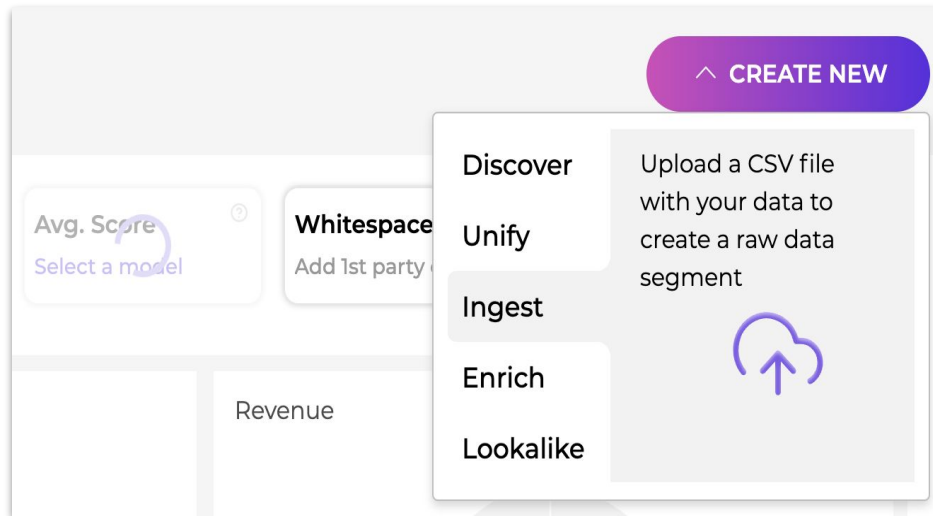 CREATE NEW
Discover
Unify
Ingest
Enrich
Lookalike
Upload a CSV file
with your data to
create a raw data
segment
Avg. Score
?
Select a model
Whitespace
Add 1st party
Revenue